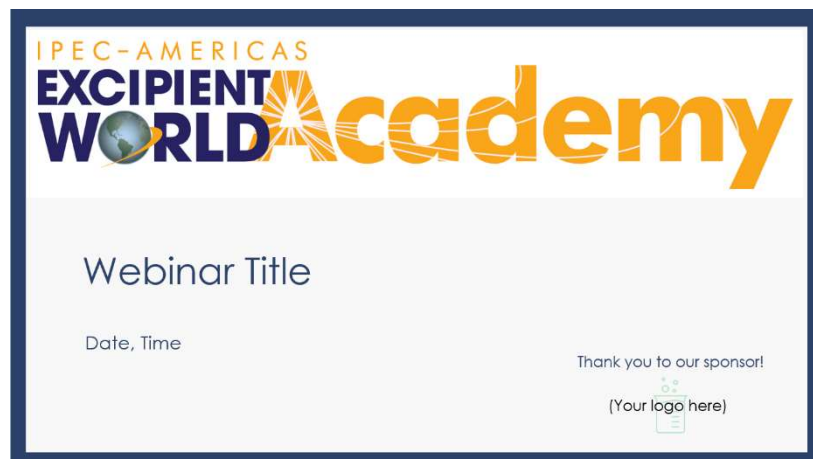 IPEC-AMERICAS
EXCIPIENT
WORLD Academy
Webinar Title
Date, Time
Thank you to our sponsor!
(Your logo here)